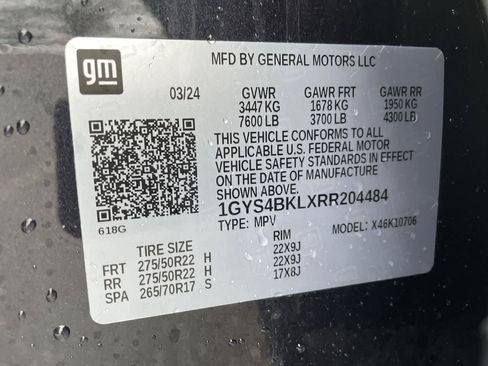 gm
MFD BY GENERAL MOTORS LLC
03/24 GVWR GAWR FRT GAWR RR
3447 KG 1678 KG 1950 KG
7600 LB 3700 LB 4300 LB
THIS VEHICLE CONFORMS TO ALL
APPLICABLE U.S. FEDERAL MOTOR
VEHICLE SAFETY STANDARDS IN EFFECT
ON THE DATE OF MANUFACTURE
SHOWN ABOVE.
1GYS4BKLXRR204484
618G TYPE: MPV MODEL: X46K10706
TIRE SIZE RIM
FRT 275/50R22 H 22X9J
RR 275/50R22 H 22X9J
SPA 265/70R17 S 17X8J